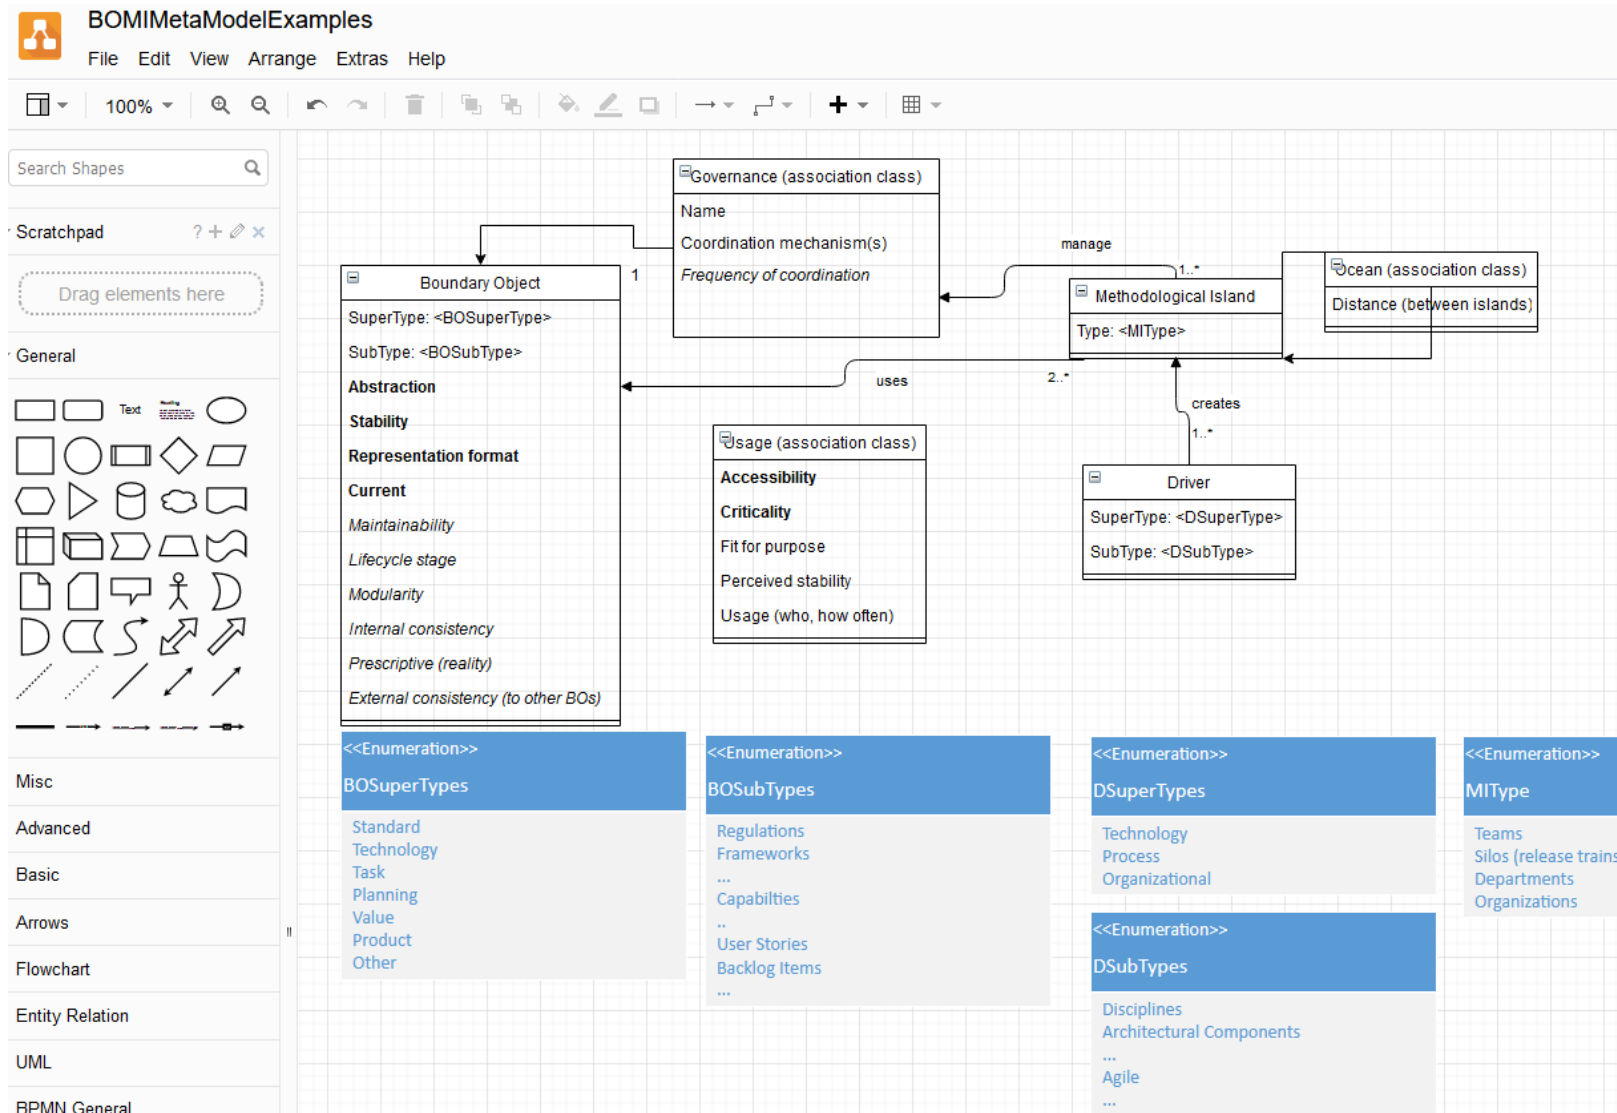 BOMIMetaModelExamples
File Edit View Arrange Extras Help
100%
Search Shapes
Scratchpad
?
Drag elements here
General
Text
Heading
Misc
Advanced
Basic
Arrows
Flowchart
Entity Relation
UML
BPMN General
Governance (association class)
Name
Coordination mechanism(s)
Frequency of coordination
1
Boundary Object
SuperType: <BOSuperType>
SubType: <BOSubType>
Abstraction
Stability
Representation format
Current
Maintainability
Lifecycle stage
Modularity
Internal consistency
Prescriptive (reality)
External consistency (to other BOs)
manage
1..*
Methodological Island
Type: <MIType>
Ocean (association class)
Distance (between islands)
uses
2..*
creates
1..*
Usage (association class)
Accessibility
Criticality
Fit for purpose
Perceived stability
Usage (who, how often)
Driver
SuperType: <DSuperType>
SubType: <DSubType>
<<Enumeration>>
BOSuperTypes
Standard
Technology
Task
Planning
Value
Product
Other
<<Enumeration>>
BOSubTypes
Regulations
Frameworks
...
Capabilties
..
User Stories
Backlog Items
...
<<Enumeration>>
DSuperTypes
Technology
Process
Organizational
<<Enumeration>>
DSubTypes
Disciplines
Architectural Components
...
Agile
...
<<Enumeration>>
MIType
Teams
Silos (release trains
Departments
Organizations